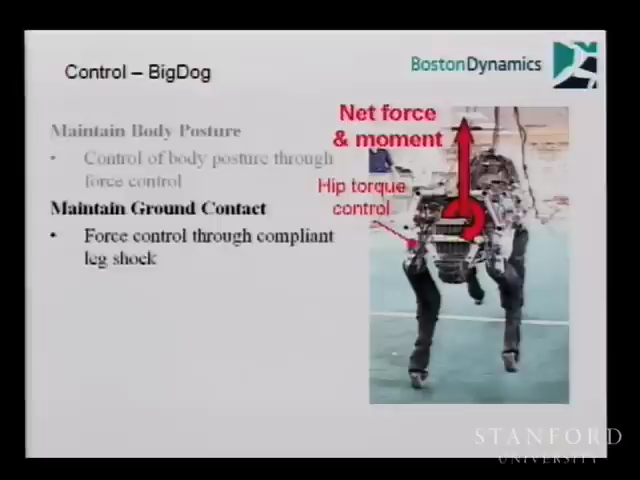 Control – BigDog
BostonDynamics
Maintain Body Posture
• Control of body posture through
force control
Maintain Ground Contact
• Force control through compliant
leg shock
Net force
& moment
Hip torque
control
STANFORD
UNIVERSITY